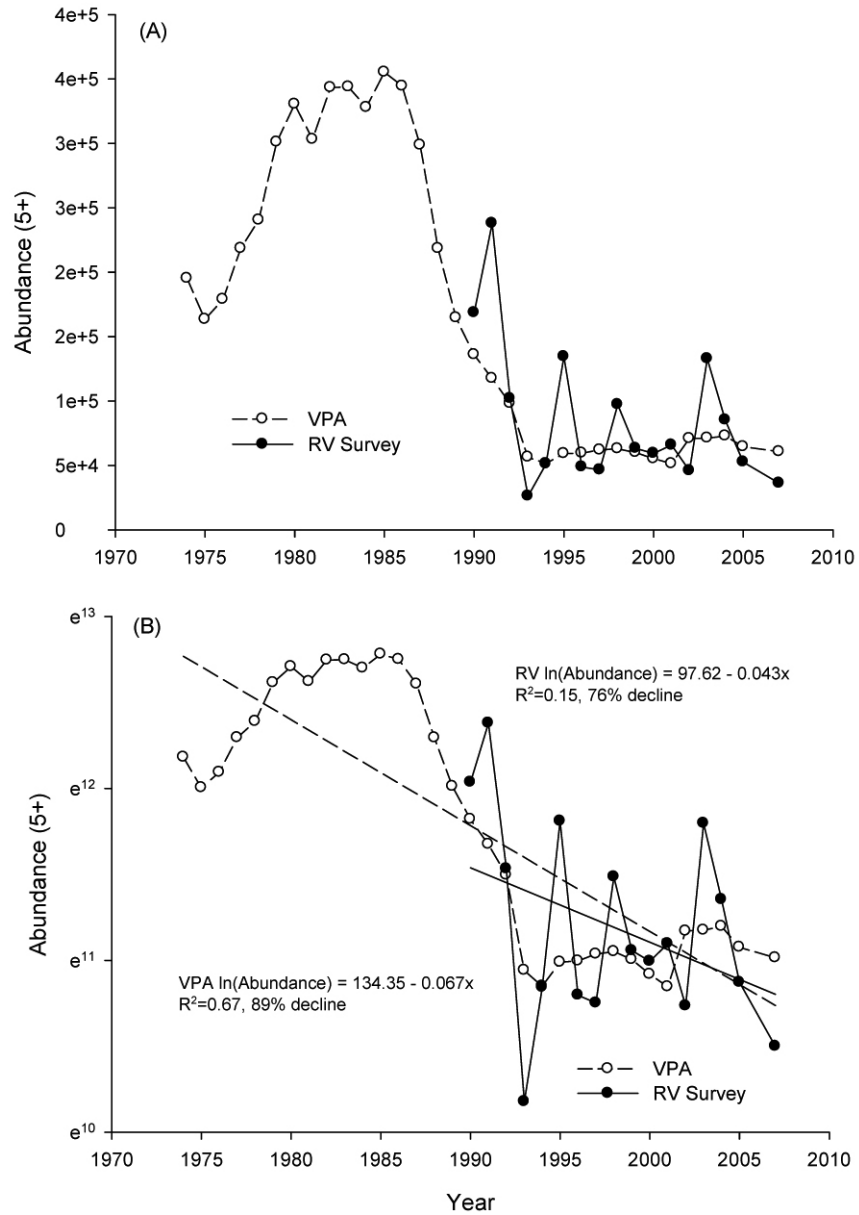 (A)
4e+5
4e+5
3e+5
3e+5
2e+5
2e+5
1e+5
5e+4
0
Abundance (5+)
VPA
RV Survey
1970 1975 1980 1985 1990 1995 2000 2005 2010
(B)
e13
e12
e11
e10
Abundance (5+)
RV ln(Abundance) = 97.62 - 0.043x
R2=0.15, 76% decline
VPA ln(Abundance) = 134.35 - 0.067x
R2=0.67, 89% decline
VPA
RV Survey
1970 1975 1980 1985 1990 1995 2000 2005 2010
Year